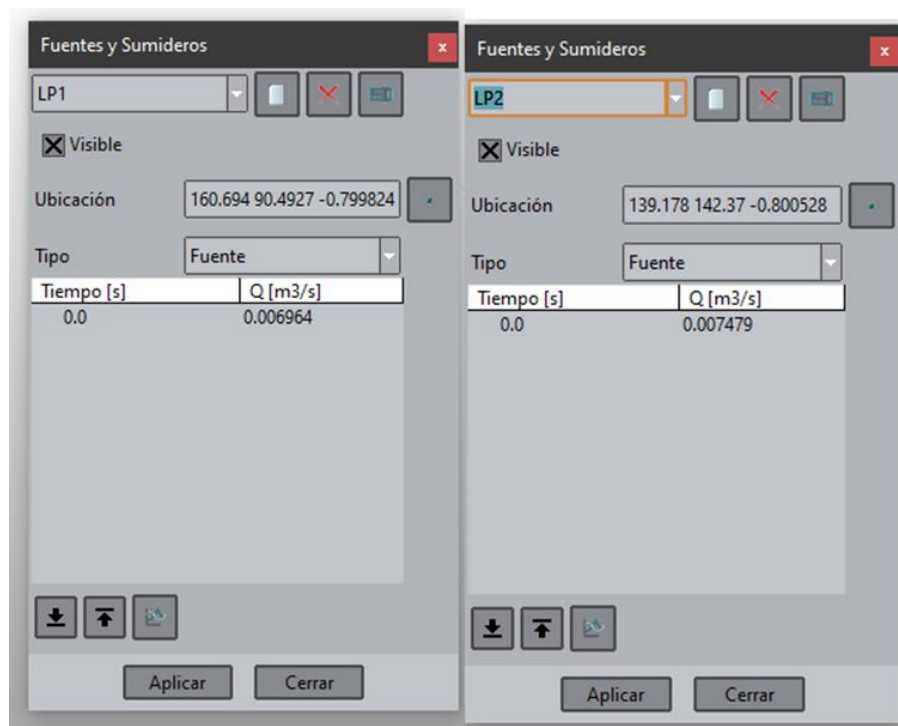 Fuentes y Sumideros
x
LP1
Visible
Ubicación 160.694 90.4927 -0.799824
Tipo Fuente
Tiempo [s] Q [m3/s]
0.0 0.006964
Aplicar Cerrar
Fuentes y Sumideros
x
LP2
Visible
Ubicación 139.178 142.37 -0.800528
Tipo Fuente
Tiempo [s] Q [m3/s]
0.0 0.007479
Aplicar Cerrar